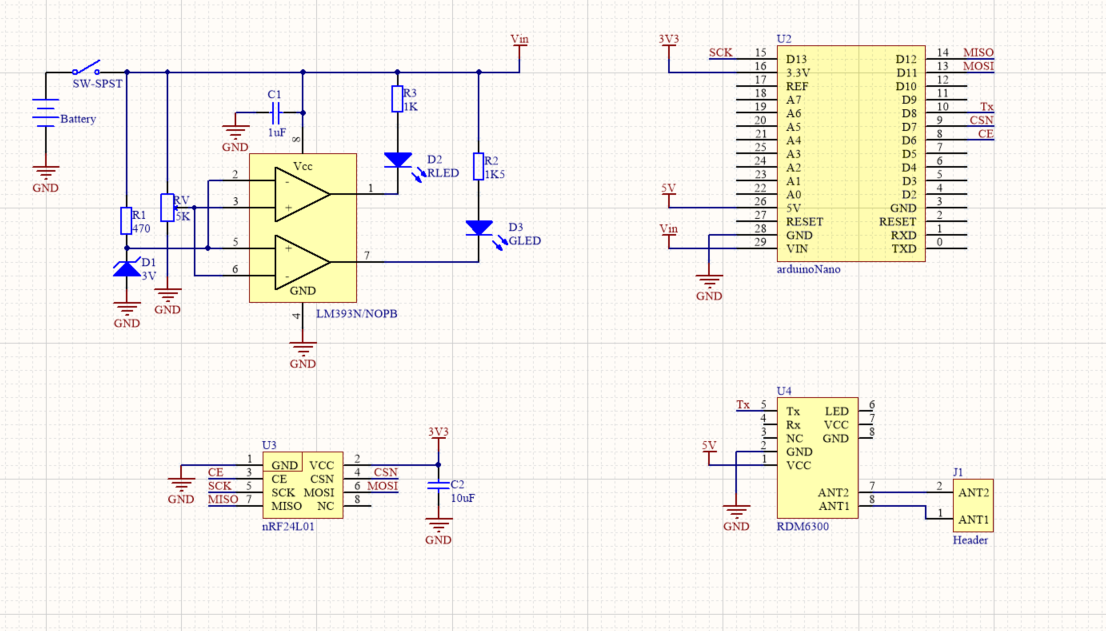 Vin
SW-SPST
Battery
GND
C1
1uF
GND
8
Vcc
R3
1K
D2
RLED
R2
1K5
D3
GLED
2
-
1
3
+
RV
5K
R1
470
5
+
7
6
-
GND
D1
3V
GND
GND
4
LM393N/NOPB
GND
3V3
5V
Vin
GND
U2
SCK 15 D13 D12 14 MISO
16 3.3V D11 13 MOSI
17 REF D10 12
18 A7 D9 11
19 A6 D8 10 Tx
20 A5 D7 9 CSN
21 A4 D6 8 CE
25 A3 D5 7
24 A2 D4 6
23 A1 D3 5
22 A0 D2 4
26 5V GND 3
27 RESET RESET 2
28 GND RXD 1
29 VIN TXD 0
arduinoNano
U3
1 GND VCC 2
CE 3 CE CSN 4 CSN
SCK 5 SCK MOSI 6 MOSI
MISO 7 MISO NC 8
nRF24L01
GND
3V3
C2
10uF
GND
U4
Tx 5 Tx LED 6
4 Rx VCC 7
3 NC GND 8
2 GND
1 VCC
ANT2 7
ANT1 8
RDM6300
5V
GND
J1
2 ANT2
1 ANT1
Header